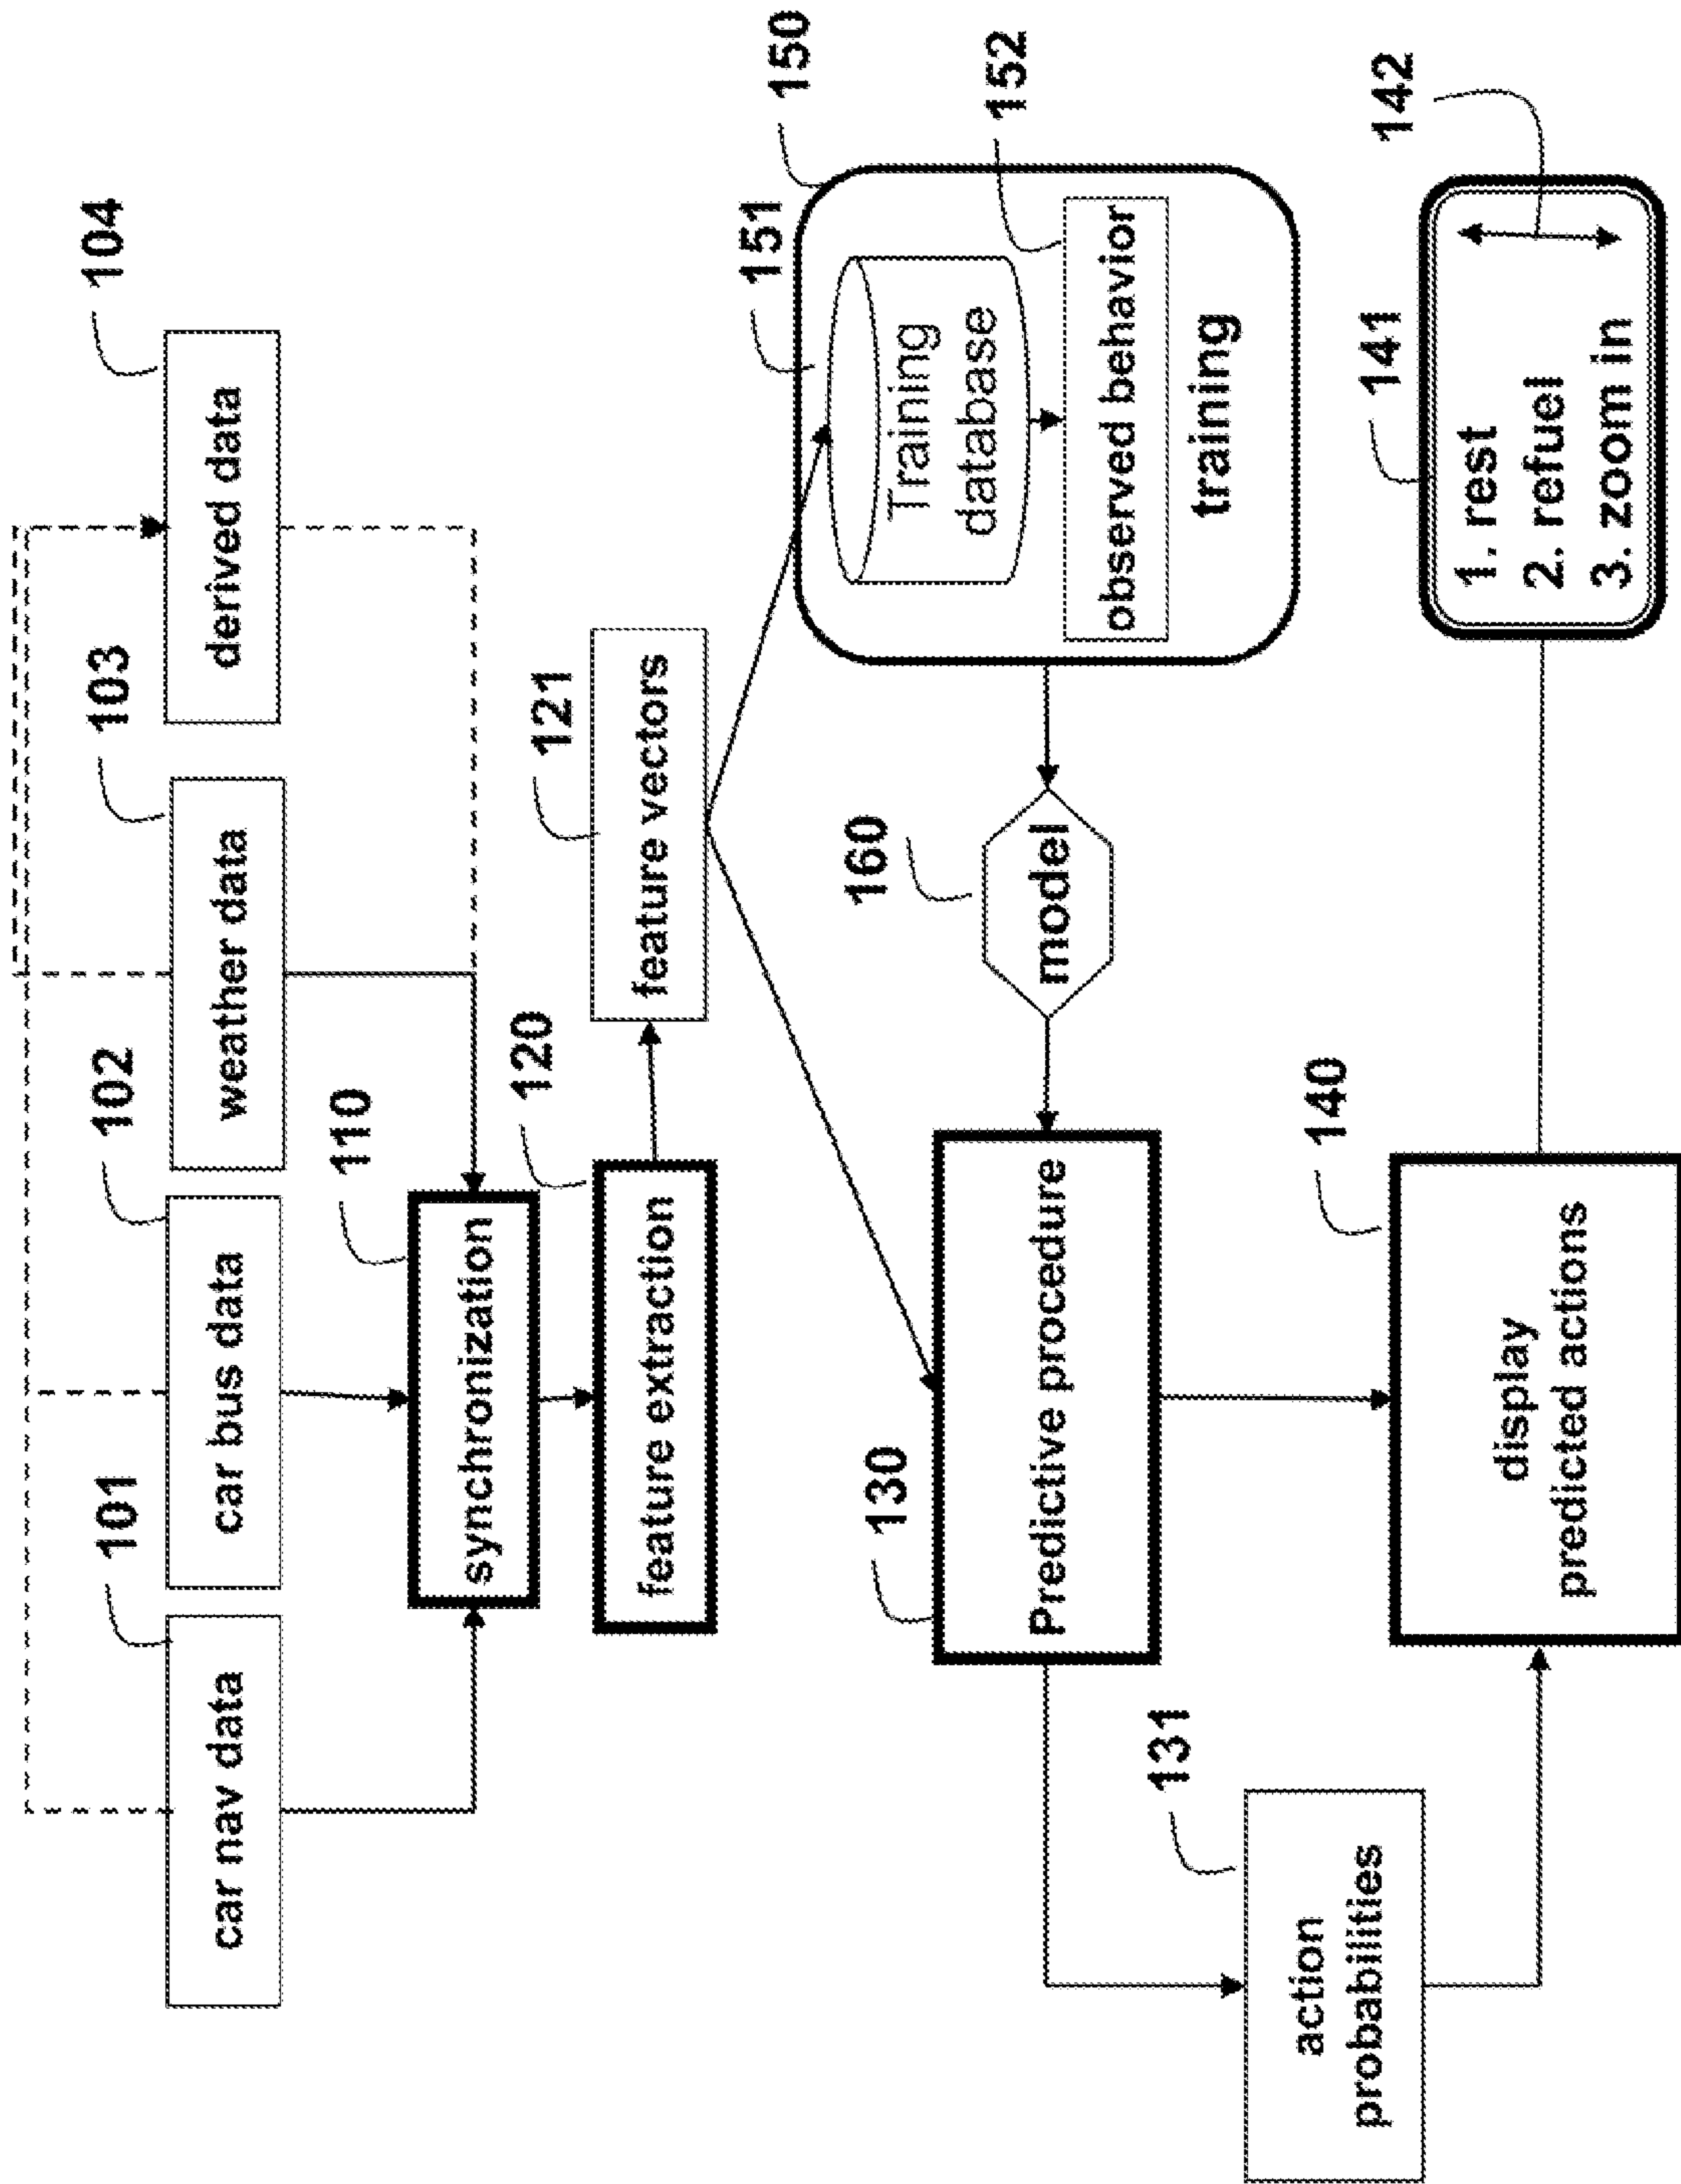 101
102
103
104
car nav data
car bus data
weather data
derived data
110
synchronization
120
feature extraction
121
feature vectors
130
Predictive procedure
160
model
150
151
Training
database
152
observed behavior
training
131
action
probabilities
140
display
predicted actions
141
1. rest
2. refuel
3. zoom in
142